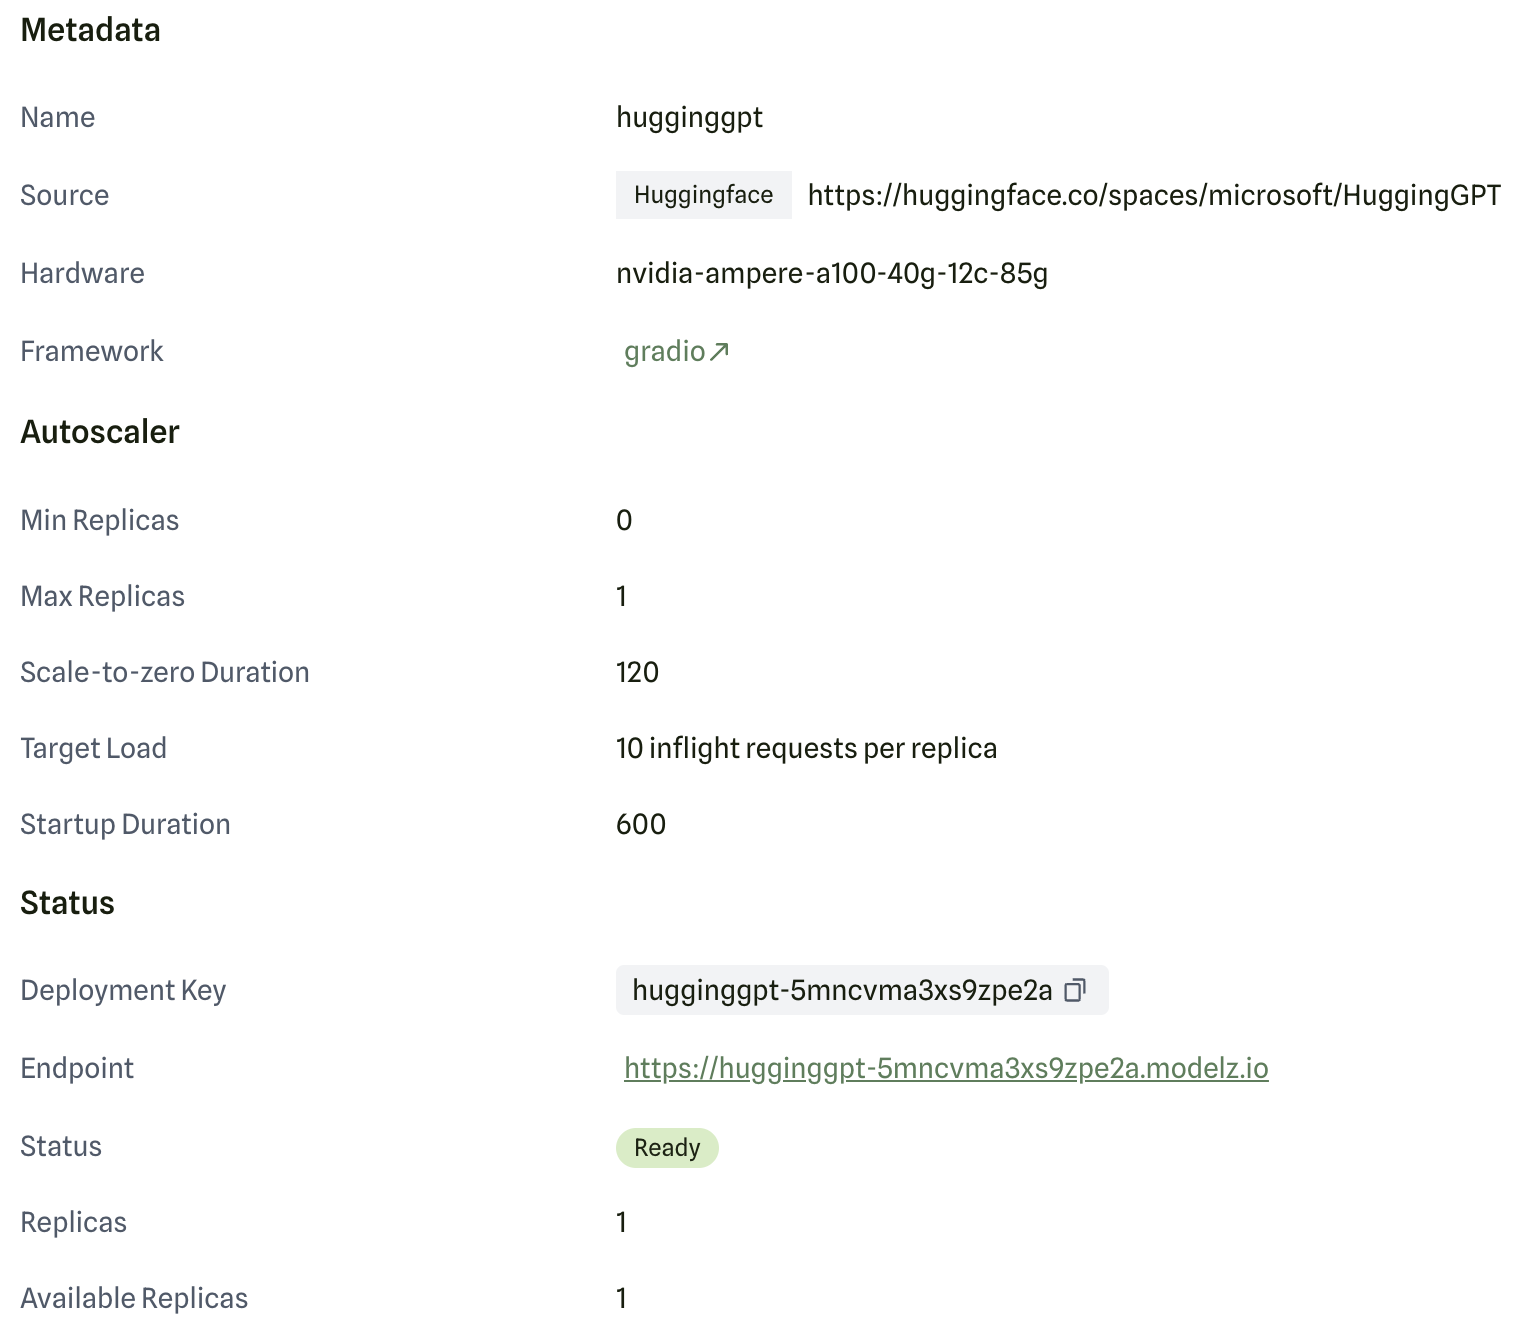 Metadata
Name hugginggpt
Source Huggingface https://huggingface.co/spaces/microsoft/HuggingGPT
Hardware nvidia-ampere-a100-40g-12c-85g
Framework gradio↗
Autoscaler
Min Replicas 0
Max Replicas 1
Scale-to-zero Duration 120
Target Load 10 inflight requests per replica
Startup Duration 600
Status
Deployment Key hugginggpt-5mncvma3xs9zpe2a
Endpoint https://hugginggpt-5mncvma3xs9zpe2a.modelz.io
Status Ready
Replicas 1
Available Replicas 1